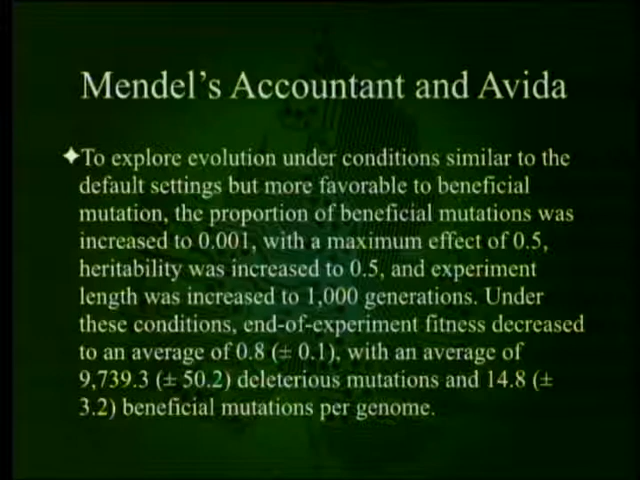 Mendel's Accountant and Avida
✦To explore evolution under conditions similar to the
default settings but more favorable to beneficial
mutation, the proportion of beneficial mutations was
increased to 0.001, with a maximum effect of 0.5,
heritability was increased to 0.5, and experiment
length was increased to 1,000 generations. Under
these conditions, end-of-experiment fitness decreased
to an average of 0.8 (± 0.1), with an average of
9,739.3 (± 50.2) deleterious mutations and 14.8 (±
3.2) beneficial mutations per genome.